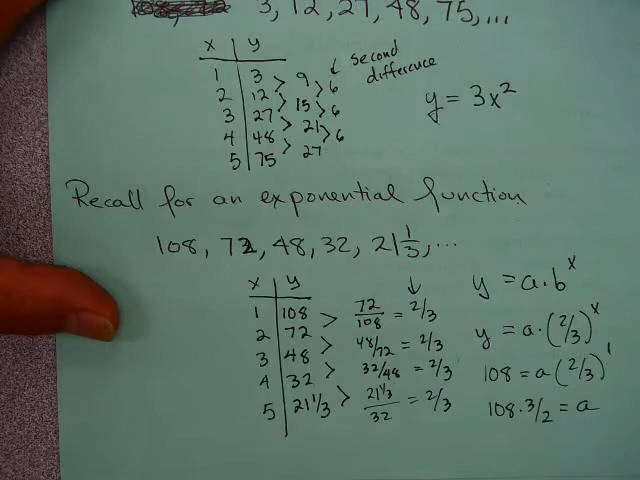 3, 12, 27, 48, 75, ...
x | y
↓ second difference
1 | 3 > 9 > 6
2 | 12 > 15 > 6
3 | 27 > 21 > 6
4 | 48 > 27
5 | 75
y = 3x²
Recall for an exponential function
108, 72, 48, 32, 21 1/3, ...
x | y ↓
1 | 108 > 72/108 = 2/3
2 | 72 > 48/72 = 2/3
3 | 48 > 32/48 = 2/3
4 | 32 > 21 1/3 / 32 = 2/3
5 | 21 1/3
y = a·b^x
y = a·(2/3)^x
108 = a(2/3)^1
108·3/2 = a